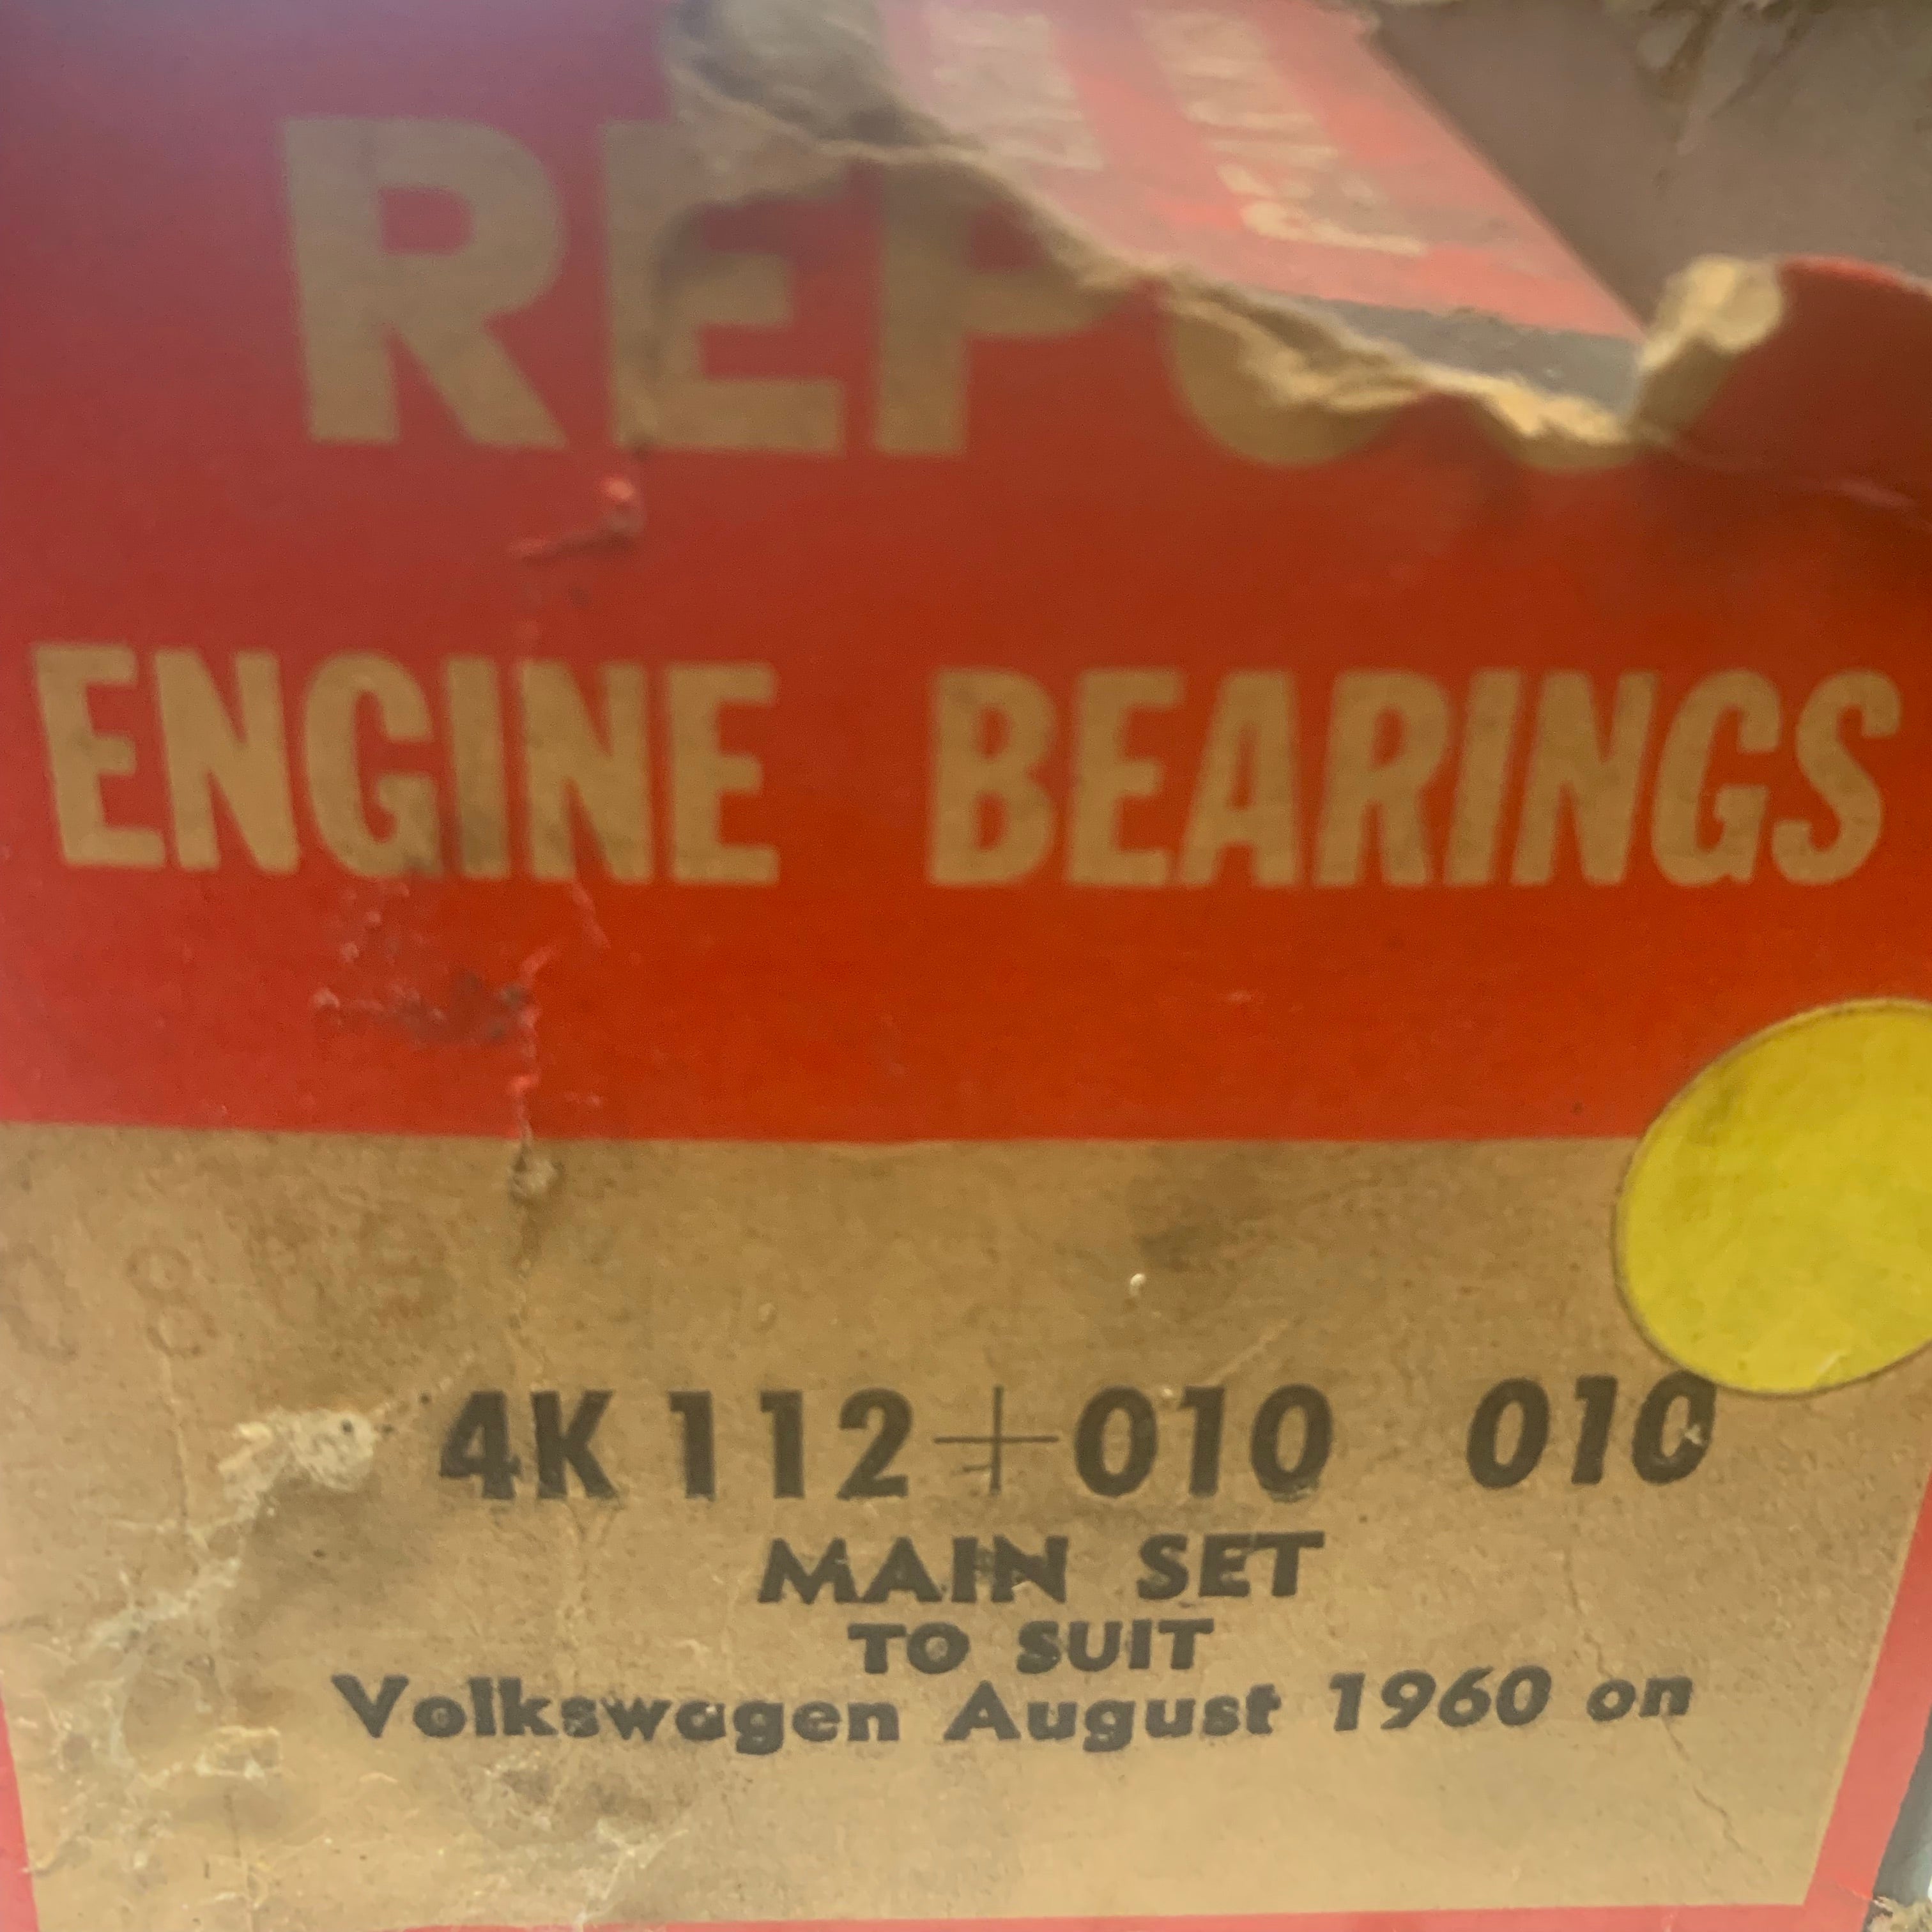 ENGINE BEARINGS
4K 112+010 010
MAIN SET
TO SUIT
Volkswagen August 1960 on